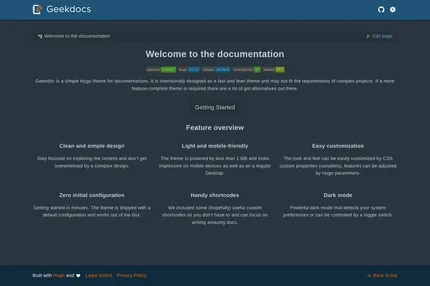 Geekdocs
Welcome to the documentation
Edit page
Welcome to the documentation
Geekdoc is a simple Hugo theme for documentations. It is intentionally designed as a fast and lean theme and may not fit the requirements of complex projects. If a more
feature-complete theme is required there are a lot of got alternatives out there.
Getting Started
Feature overview
Clean and simple design
Stay focused on exploring the content and don't get
overwhelmed by a complex design.
Light and mobile-friendly
The theme is powered by less than 1 MB and looks
impressive on mobile devices as well as on a regular
Desktop.
Easy customization
The look and feel can be easily customized by CSS
custom properties (variables), features can be adjusted
by Hugo parameters.
Zero initial configuration
Getting started in minutes. The theme is shipped with a
default configuration and works out of the box.
Handy shortcodes
We included some (hopefully) useful custom
shortcodes so you don't have to and can focus on
writing amazing docs.
Dark mode
Powerful dark mode that detects your system
preferences or can be controlled by a toggle switch.
Built with Hugo and
Legal Notice
Privacy Policy
Back to top